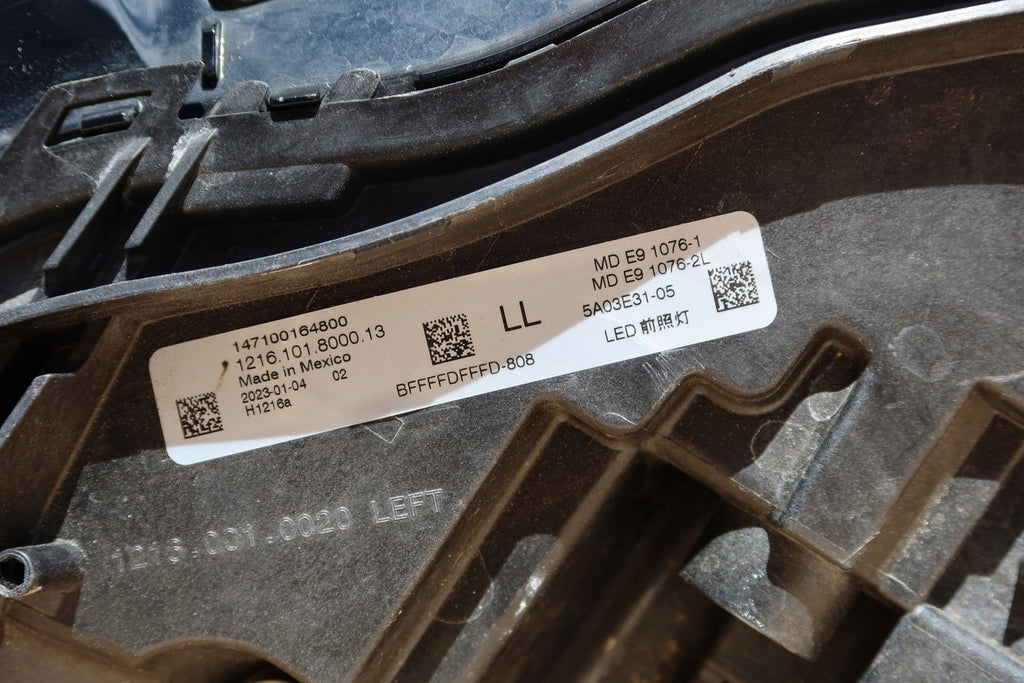 147100164800
1216.101.8000.13
Made in Mexico
2023-01-04 02
H1216a
BFFFFDFFFD-808
LL
MD E9 1076-1
MD E9 1076-2L
5A03E31-05
LED 前照灯
1216.001.0020 LEFT